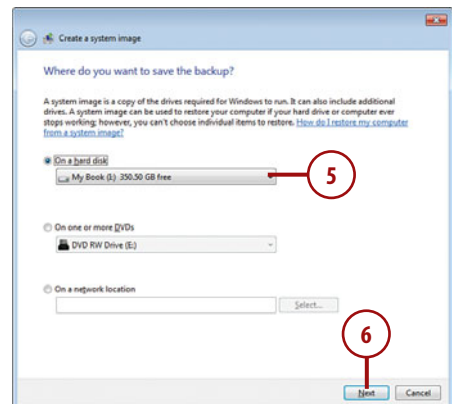 Create a system image
Where do you want to save the backup?
A system image is a copy of the drives required for Windows to run. It can also include additional
drives. A system image can be used to restore your computer if your hard drive or computer ever
stops working; however, you can't choose individual items to restore. How do I restore my computer
from a system image?
On a hard disk
My Book (I:) 350.50 GB free
5
On one or more DVDs
DVD RW Drive (E:)
On a network location
Select...
6
Next Cancel